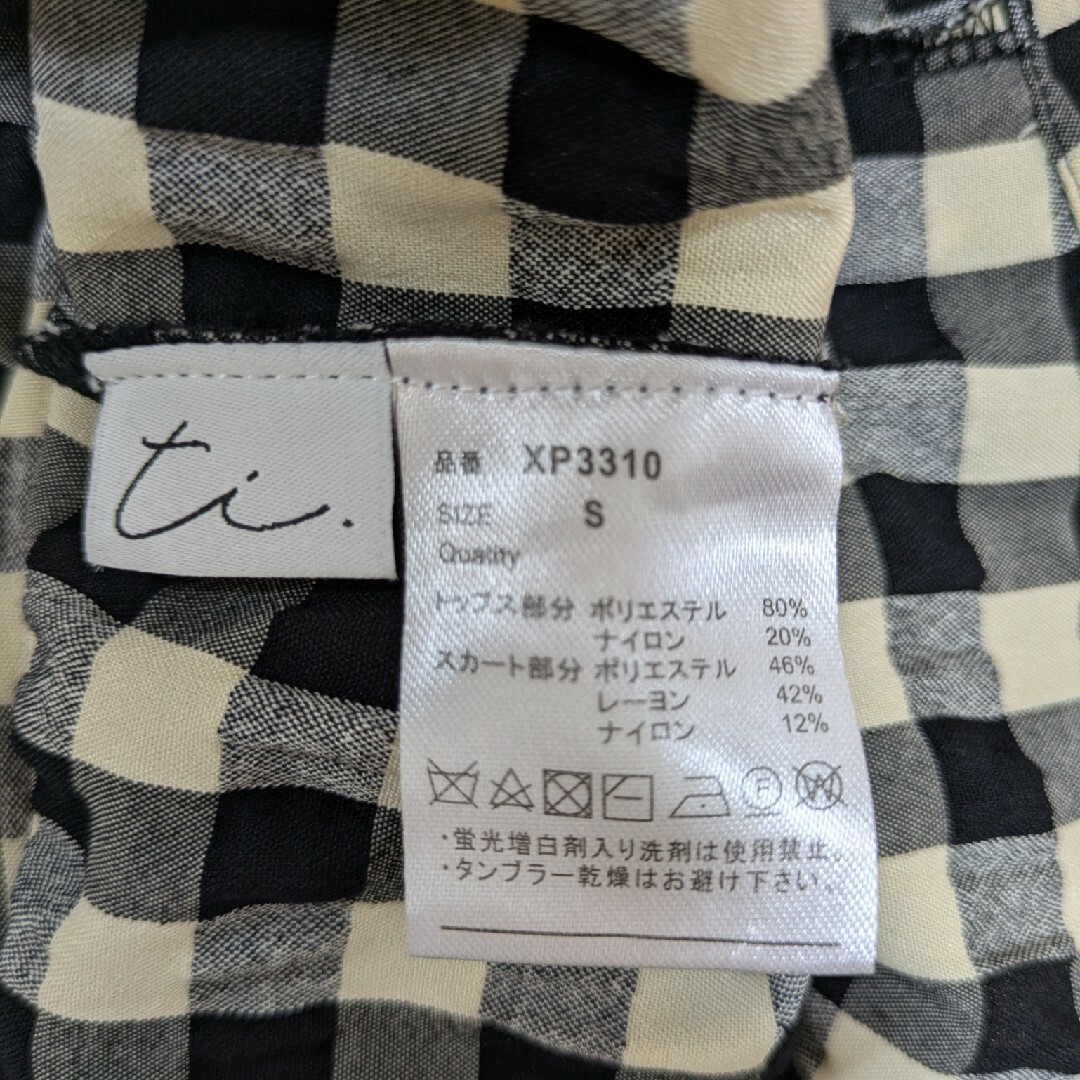 ti.
品番 XP3310
SIZE S
Quality
トップス部分 ポリエステル 80%
ナイロン 20%
スカート部分 ポリエステル 46%
レーヨン 42%
ナイロン 12%
F W
・蛍光増白剤入り洗剤は使用禁止。
・タンブラー乾燥はお避け下さい。